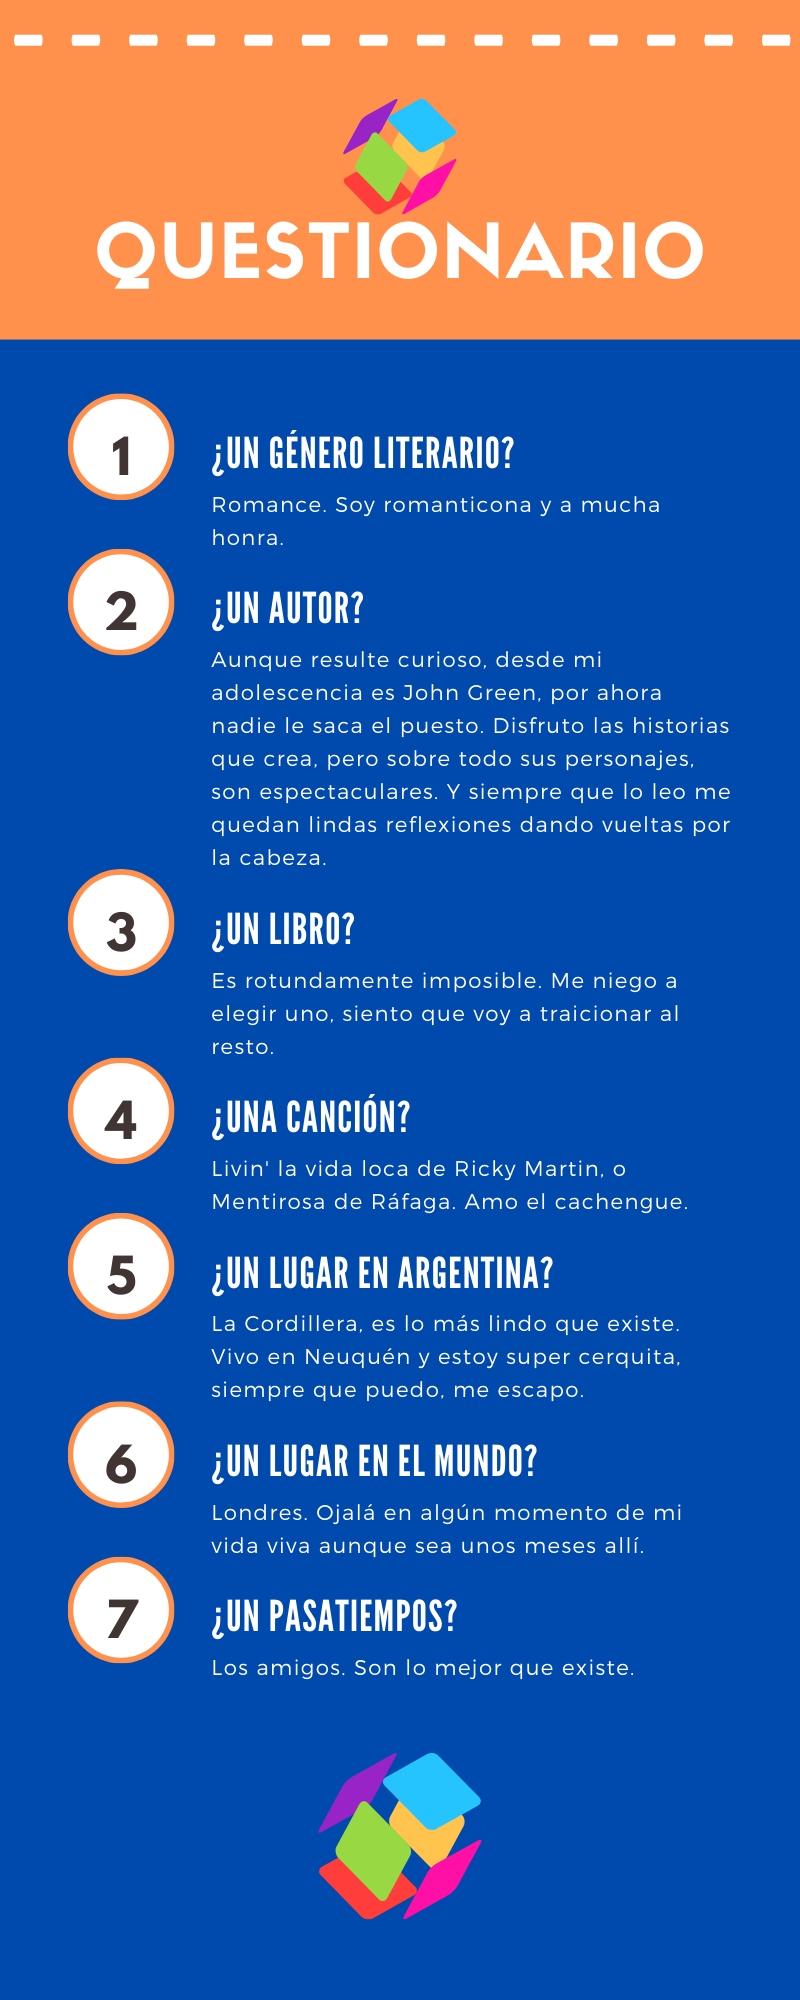 QUESTIONARIO
1
¿UN GÉNERO LITERARIO?
Romance. Soy romanticona y a mucha
honra.
2
¿UN AUTOR?
Aunque resulte curioso, desde mi
adolescencia es John Green, por ahora
nadie le saca el puesto. Disfruto las historias
que crea, pero sobre todo sus personajes,
son espectaculares. Y siempre que lo leo me
quedan lindas reflexiones dando vueltas por
la cabeza.
3
¿UN LIBRO?
Es rotundamente imposible. Me niego a
elegir uno, siento que voy a traicionar al
resto.
4
¿UNA CANCIÓN?
Livin' la vida loca de Ricky Martin, o
Mentirosa de Ráfaga. Amo el cachengue.
5
¿UN LUGAR EN ARGENTINA?
La Cordillera, es lo más lindo que existe.
Vivo en Neuquén y estoy super cerquita,
siempre que puedo, me escapo.
6
¿UN LUGAR EN EL MUNDO?
Londres. Ojalá en algún momento de mi
vida viva aunque sea unos meses allí.
7
¿UN PASATIEMPOS?
Los amigos. Son lo mejor que existe.